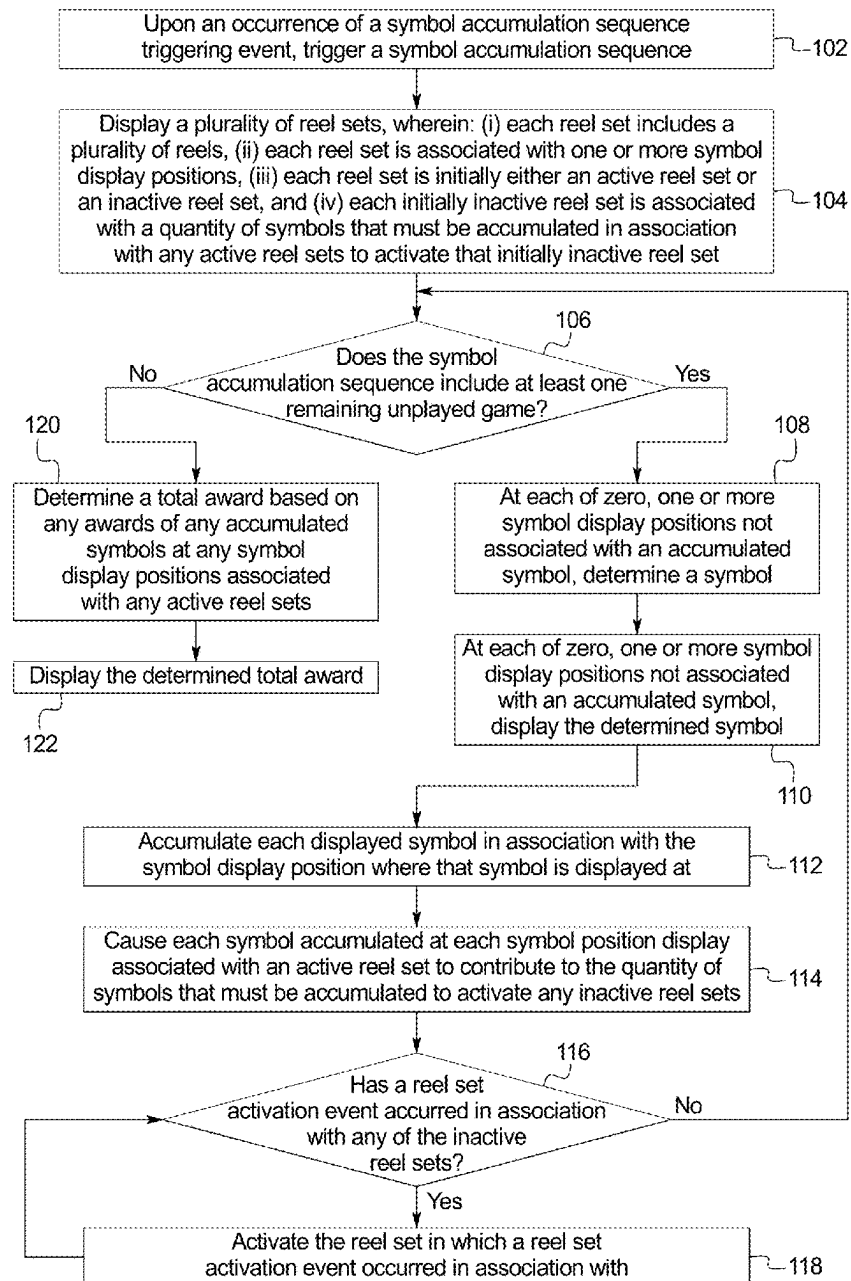 Upon an occurrence of a symbol accumulation sequence
triggering event, trigger a symbol accumulation sequence
102
Display a plurality of reel sets, wherein: (i) each reel set includes a
plurality of reels, (ii) each reel set is associated with one or more symbol
display positions, (iii) each reel set is initially either an active reel set or
an inactive reel set, and (iv) each initially inactive reel set is associated
with a quantity of symbols that must be accumulated in association
with any active reel sets to activate that initially inactive reel set
104
106
Does the symbol
accumulation sequence include at least one
remaining unplayed game?
No
Yes
120
Determine a total award based on
any awards of any accumulated
symbols at any symbol
display positions associated
with any active reel sets
Display the determined total award
122
108
At each of zero, one or more
symbol display positions not
associated with an accumulated
symbol, determine a symbol
At each of zero, one or more symbol
display positions not associated
with an accumulated symbol,
display the determined symbol
110
Accumulate each displayed symbol in association with the
symbol display position where that symbol is displayed at
112
Cause each symbol accumulated at each symbol position display
associated with an active reel set to contribute to the quantity of
symbols that must be accumulated to activate any inactive reel sets
114
116
Has a reel set
activation event occurred in association
with any of the inactive
reel sets?
No
Yes
Activate the reel set in which a reel set
activation event occurred in association with
118